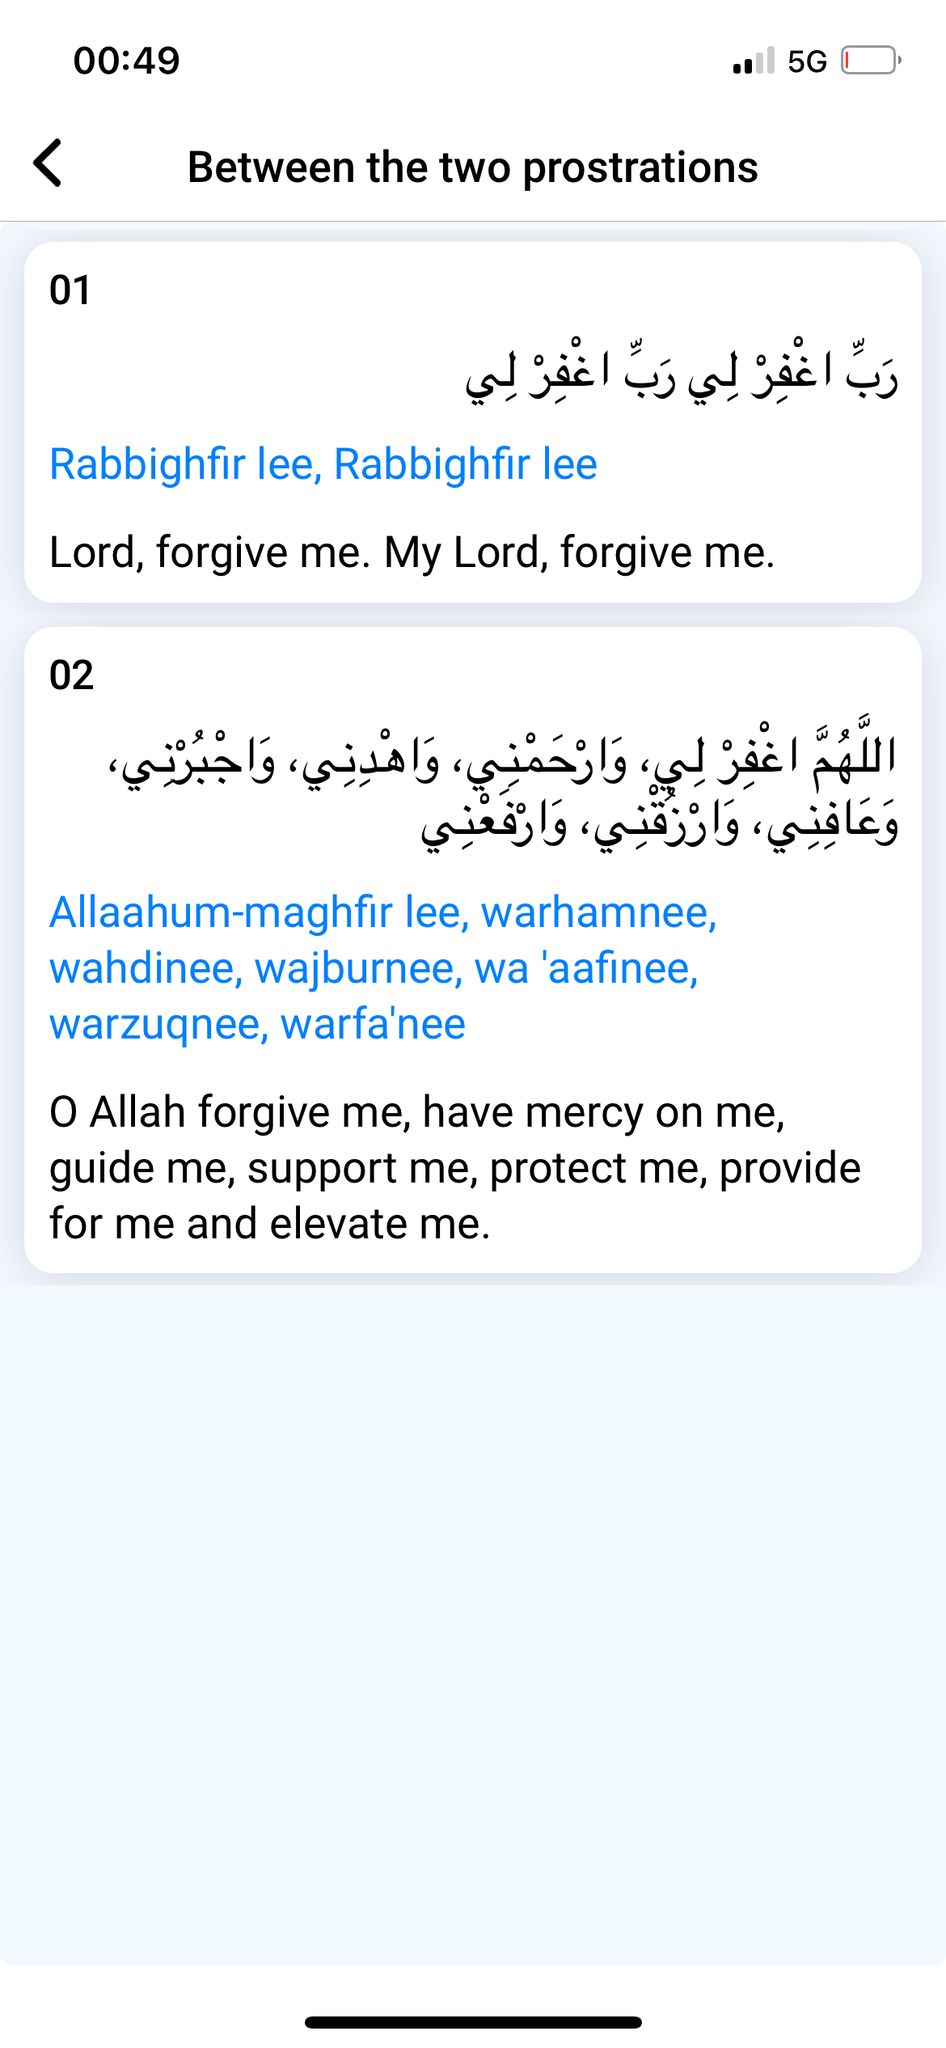 00:49
5G
Between the two prostrations
01
رَبِّ اغْفِرْ لِي رَبِّ اغْفِرْ لِي
Rabbighfir lee, Rabbighfir lee
Lord, forgive me. My Lord, forgive me.
02
اللَّهُمَّ اغْفِرْ لِي، وَارْحَمْنِي، وَاهْدِنِي، وَاجْبُرْنِي،
وَعَافِنِي، وَارْزُقْنِي، وَارْفَعْنِي
Allaahum-maghfir lee, warhamnee,
wahdinee, wajburnee, wa 'aafinee,
warzuqnee, warfa'nee
O Allah forgive me, have mercy on me,
guide me, support me, protect me, provide
for me and elevate me.